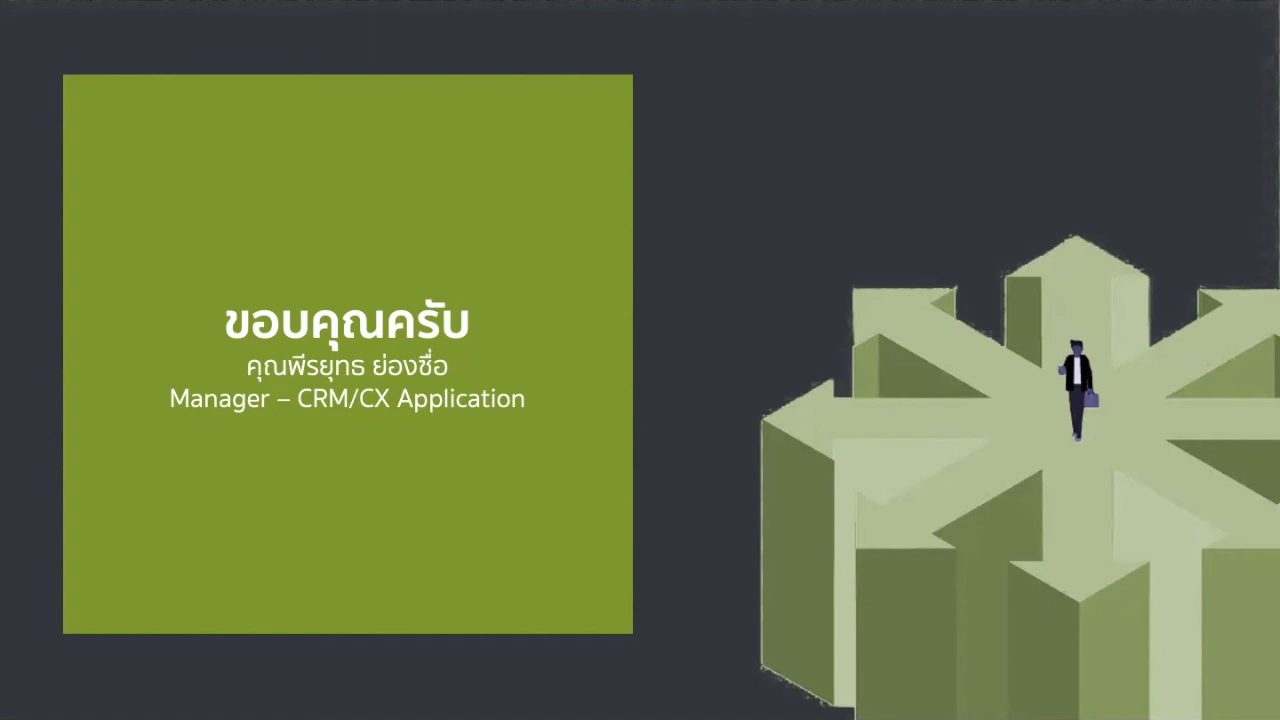 ขอบคุณครับ
คุณพีรยุทธ ย่องซื่อ
Manager – CRM/CX Application